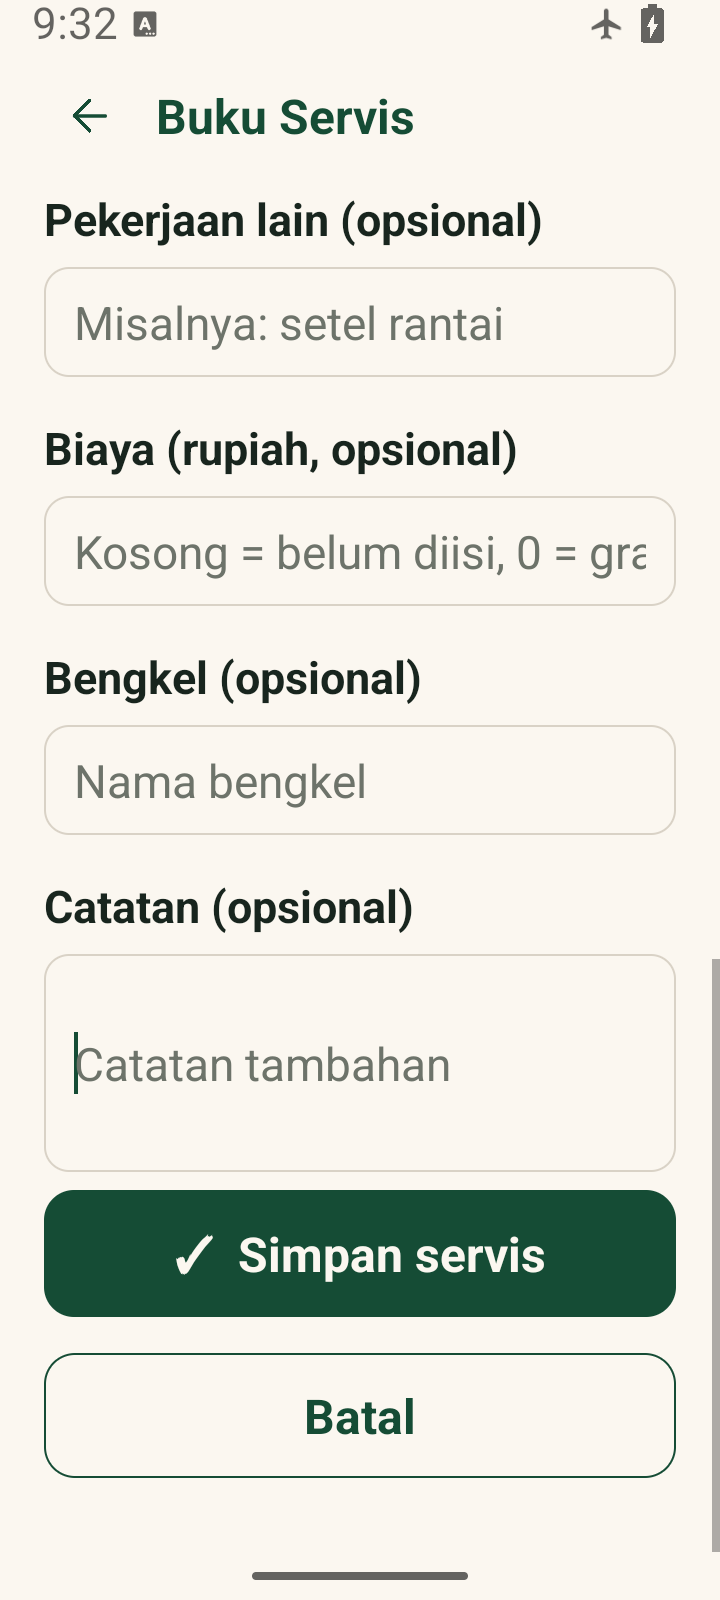 9:32
Buku Servis
Pekerjaan lain (opsional)
Misalnya: setel rantai
Biaya (rupiah, opsional)
Kosong = belum diisi, 0 = gra
Bengkel (opsional)
Nama bengkel
Catatan (opsional)
Catatan tambahan
✓ Simpan servis
Batal